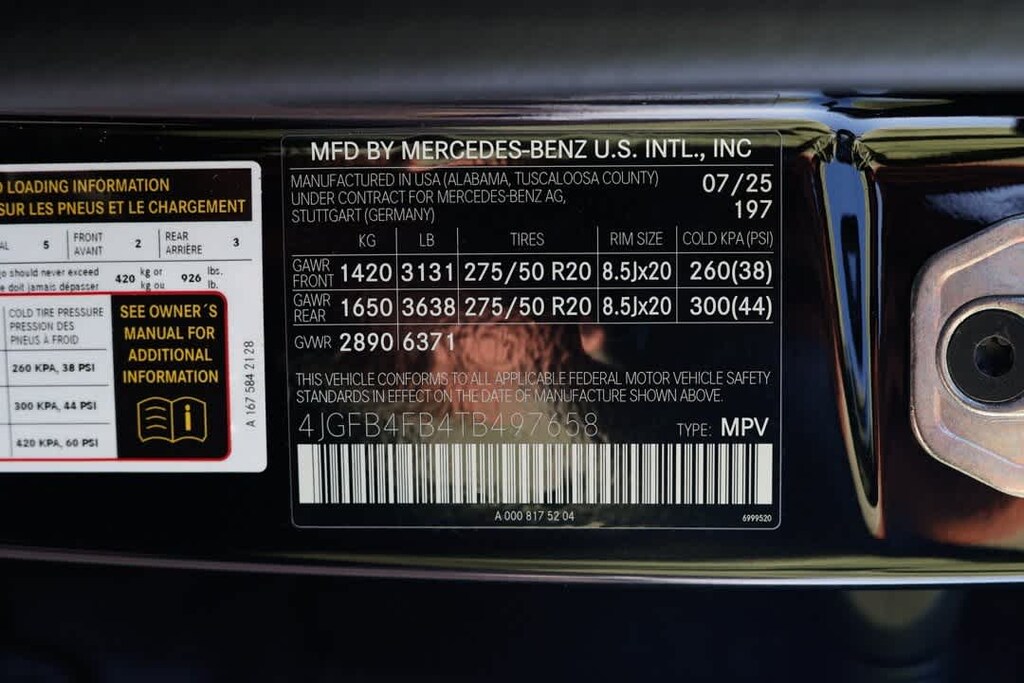 LOADING INFORMATION
SUR LES PNEUS ET LE CHARGEMENT
5 FRONT AVANT 2 REAR ARRIÈRE 3
should never exceed
doit jamais dépasser 420 kg or kg ou 926 lbs. lb.
COLD TIRE PRESSURE
PRESSION DES
PNEUS À FROID
260 KPA, 38 PSI
300 KPA, 44 PSI
420 KPA, 60 PSI
SEE OWNER´S
MANUAL FOR
ADDITIONAL
INFORMATION
A 167 584 21 28
MFD BY MERCEDES-BENZ U.S. INTL., INC
MANUFACTURED IN USA (ALABAMA, TUSCALOOSA COUNTY)
UNDER CONTRACT FOR MERCEDES-BENZ AG,
STUTTGART (GERMANY)
07/25
197
KG LB TIRES RIM SIZE COLD KPA (PSI)
GAWR FRONT 1420 3131 275/50 R20 8.5Jx20 260(38)
GAWR REAR 1650 3638 275/50 R20 8.5Jx20 300(44)
GVWR 2890 6371
THIS VEHICLE CONFORMS TO ALL APPLICABLE FEDERAL MOTOR VEHICLE SAFETY
STANDARDS IN EFFECT ON THE DATE OF MANUFACTURE SHOWN ABOVE.
4JGFB4FB4TB497658 TYPE: MPV
A 000 817 52 04
6999520